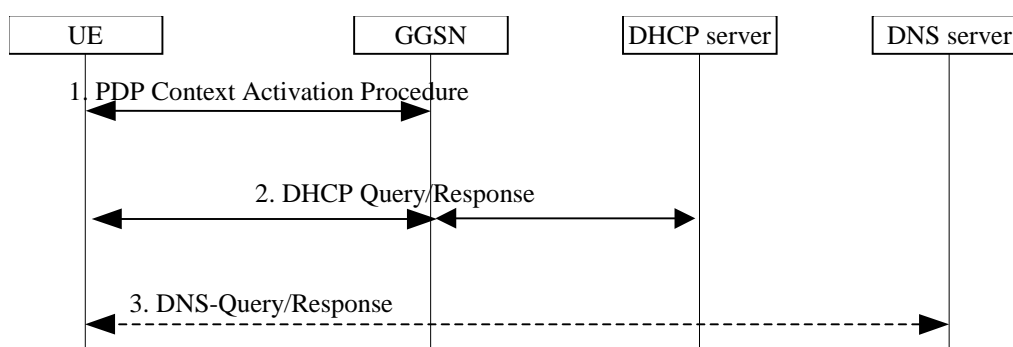 UE
GGSN
DHCP server
DNS server
1. PDP Context Activation Procedure
2. DHCP Query/Response
3. DNS-Query/Response